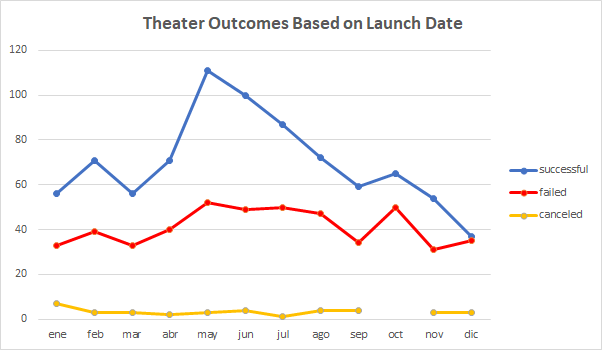 Theater Outcomes Based on Launch Date
120
100
80
60
40
20
0
ene feb mar abr may jun jul ago sep oct nov dic
successful
failed
canceled